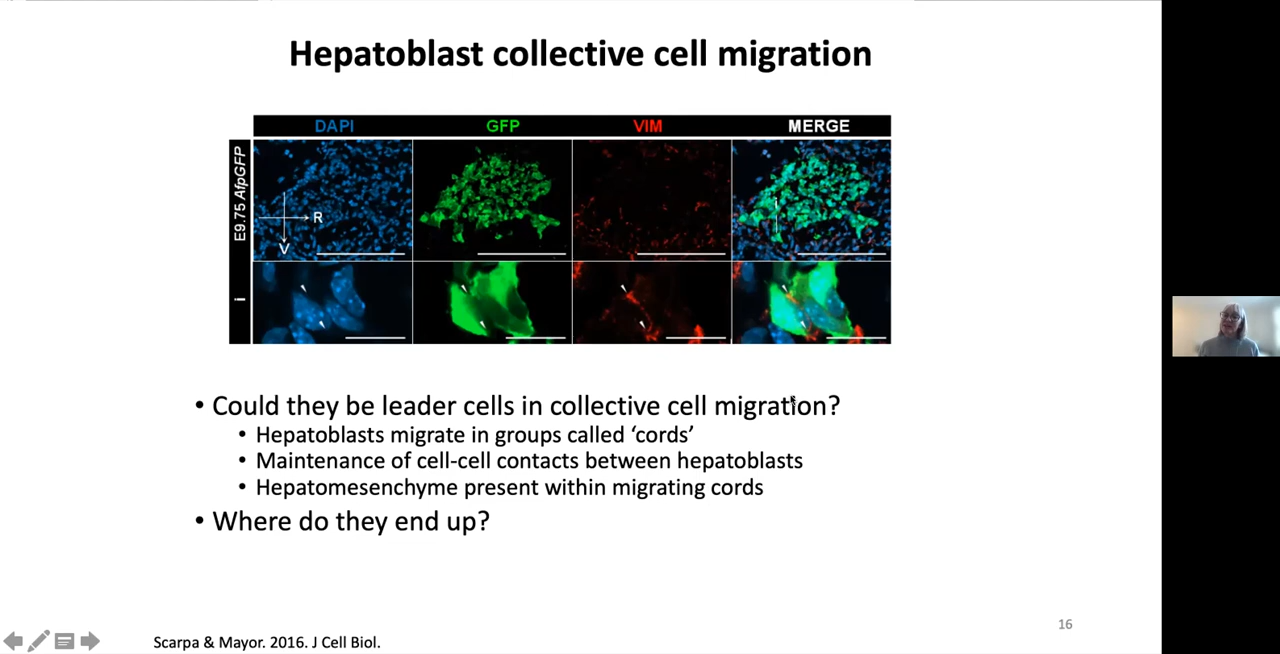 Hepatoblast collective cell migration
DAPI GFP VIM MERGE
E9.75 AfpGFP
R
V
i
• Could they be leader cells in collective cell migration?
• Hepatoblasts migrate in groups called ‘cords’
• Maintenance of cell-cell contacts between hepatoblasts
• Hepatomesenchyme present within migrating cords
• Where do they end up?
16
Scarpa & Mayor. 2016. J Cell Biol.